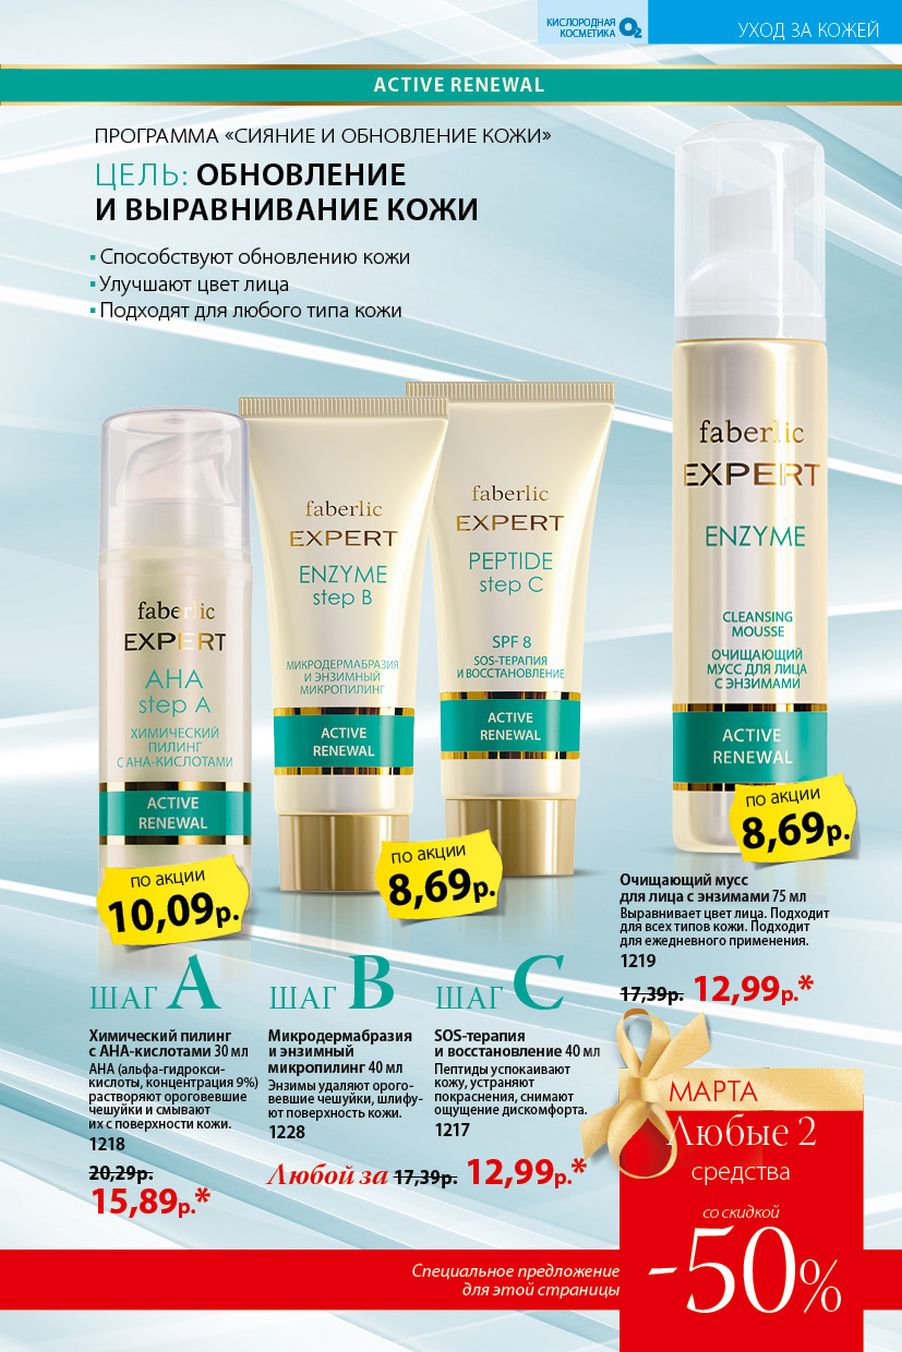 КИСЛОРОДНАЯ
КОСМЕТИКА O2
УХОД ЗА КОЖЕЙ
ACTIVE RENEWAL
ПРОГРАММА «СИЯНИЕ И ОБНОВЛЕНИЕ КОЖИ»
ЦЕЛЬ: ОБНОВЛЕНИЕ
И ВЫРАВНИВАНИЕ КОЖИ
▪ Способствуют обновлению кожи
▪ Улучшают цвет лица
▪ Подходят для любого типа кожи
faberlic
EXPERT
AHA
step A
ХИМИЧЕСКИЙ
ПИЛИНГ
С АНА-КИСЛОТАМИ
ACTIVE
RENEWAL
faberlic
EXPERT
ENZYME
step B
МИКРОДЕРМАБРАЗИЯ
И ЭНЗИМНЫЙ
МИКРОПИЛИНГ
ACTIVE
RENEWAL
faberlic
EXPERT
PEPTIDE
step C
SPF 8
SOS-ТЕРАПИЯ
И ВОССТАНОВЛЕНИЕ
ACTIVE
RENEWAL
faberlic
EXPERT
ENZYME
CLEANSING
MOUSSE
ОЧИЩАЮЩИЙ
МУСС ДЛЯ ЛИЦА
С ЭНЗИМАМИ
ACTIVE
RENEWAL
по акции
10,09р.
по акции
8,69р.
по акции
8,69р.
Очищающий мусс
для лица с энзимами 75 мл
Выравнивает цвет лица. Подходит
для всех типов кожи. Подходит
для ежедневного применения.
1219
17,39р. 12,99р.*
ШАГ A
Химический пилинг
с АНА-кислотами 30 мл
АНА (альфа-гидрокси-
кислоты, концентрация 9%)
растворяют ороговевшие
чешуйки и смывают
их с поверхности кожи.
1218
20,29р.
15,89р.*
ШАГ B
Микродермабразия
и энзимный
микропилинг 40 мл
Энзимы удаляют орого-
вевшие чешуйки, шлифу-
ют поверхность кожи.
1228
ШАГ C
SOS-терапия
и восстановление 40 мл
Пептиды успокаивают
кожу, устраняют
покраснения, снимают
ощущение дискомфорта.
1217
Любой за 17,39р. 12,99р.*
МАРТА
Любые 2
средства
со скидкой
-50%
Специальное предложение
для этой страницы